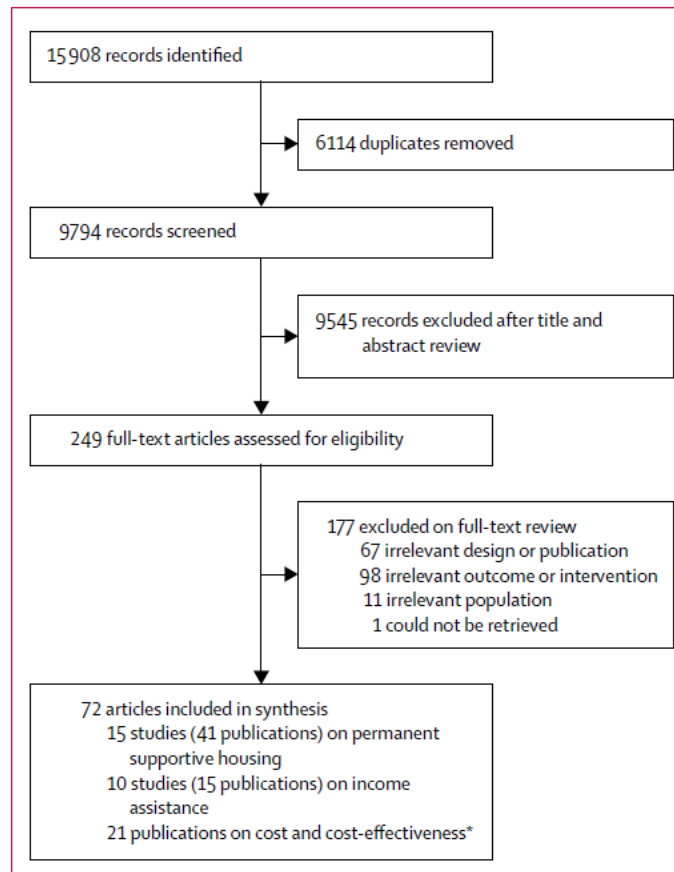 15 908 records identified
6114 duplicates removed
9794 records screened
9545 records excluded after title and
abstract review
249 full-text articles assessed for eligibility
177 excluded on full-text review
67 irrelevant design or publication
98 irrelevant outcome or intervention
11 irrelevant population
1 could not be retrieved
72 articles included in synthesis
15 studies (41 publications) on permanent
supportive housing
10 studies (15 publications) on income
assistance
21 publications on cost and cost-effectiveness*